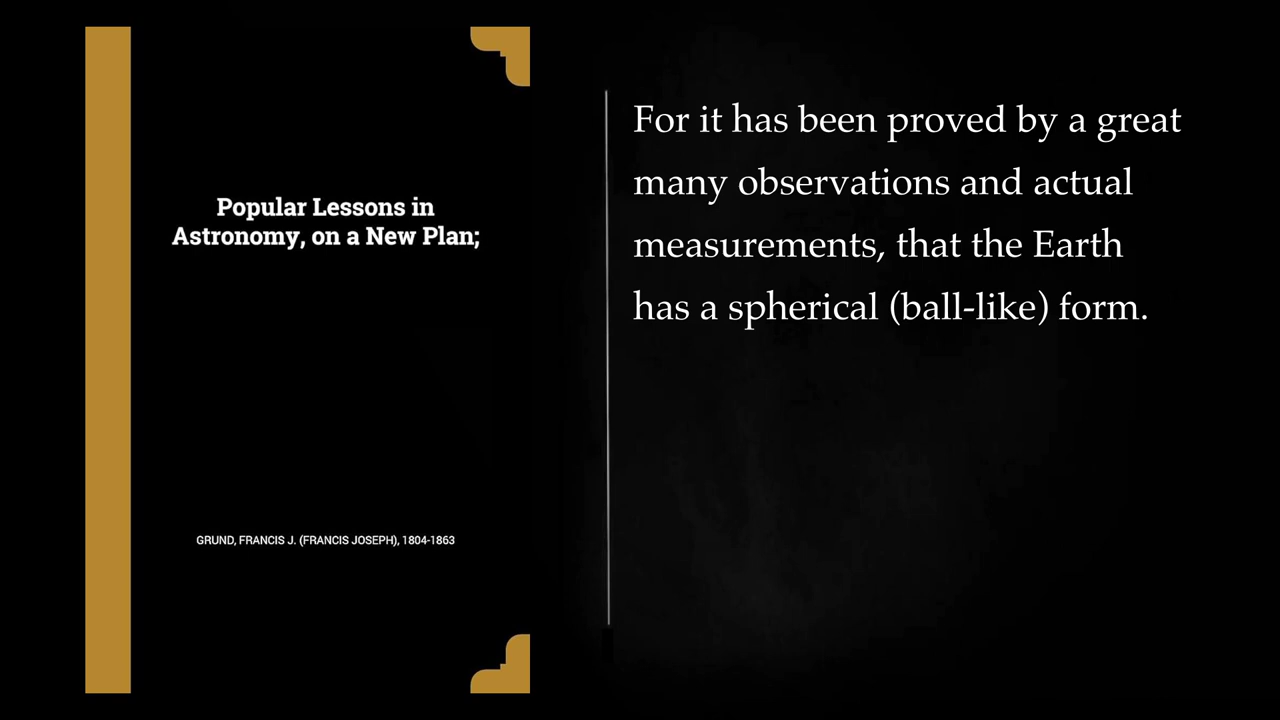 Popular Lessons in
Astronomy, on a New Plan;
GRUND, FRANCIS J. (FRANCIS JOSEPH), 1804-1863
For it has been proved by a great
many observations and actual
measurements, that the Earth
has a spherical (ball-like) form.